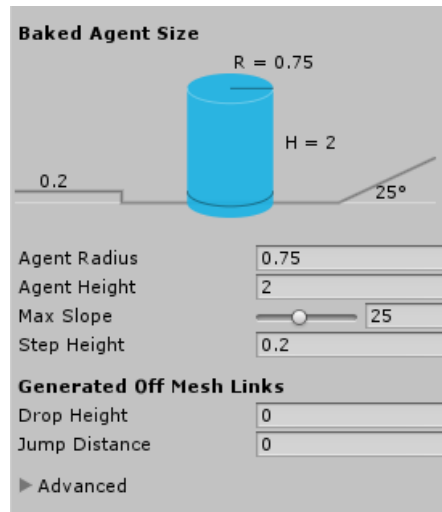 Baked Agent Size
R = 0.75
H = 2
0.2
25°
Agent Radius 0.75
Agent Height 2
Max Slope 25
Step Height 0.2
Generated Off Mesh Links
Drop Height 0
Jump Distance 0
Advanced